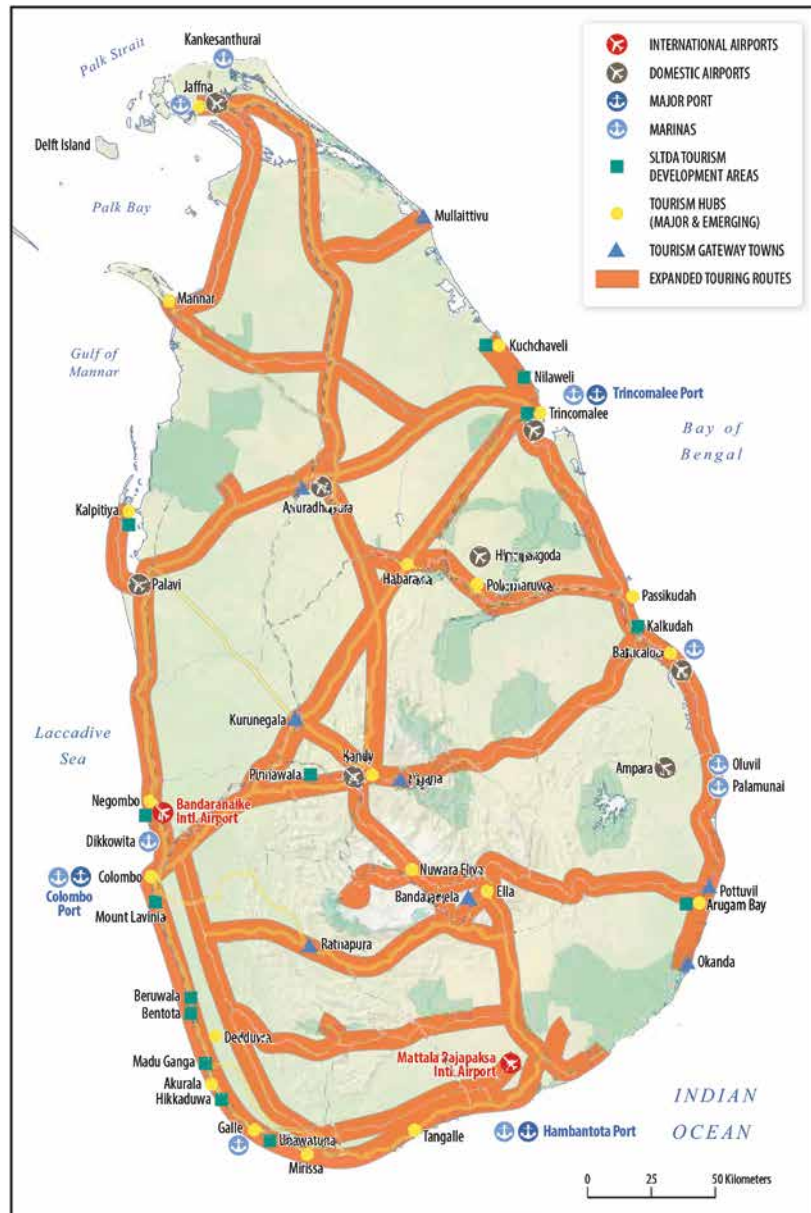 Palk Strait
Kankesanthurai
Jaffna
Delft Island
Palk Bay
Mullaittivu
Mannar
Gulf of
Mannar
Kuchchaveli
Nilaweli
Trincomalee Port
Trincomalee
Bay of
Bengal
Kalpitiya
Anuradhapura
Palavi
Habarana
Passikudah
Kalkudah
Batticaloa
Kurunegala
Laccadive
Sea
Pinnawala
Kandy
Ampara
Oluvil
Palamunai
Negombo
Bandaranaike
Intl. Airport
Dikkowita
Colombo
Colombo
Port
Mount Lavinia
Nuwara Eliya
Bandarawela
Ella
Pottuvil
Arugam Bay
Ratnapura
Okanda
Beruwala
Bentota
Dedduwa
Madu Ganga
Mattala Rajapaksa
Intl. Airport
Akurala
Hikkaduwa
Galle
Unawatuna
Mirissa
Tangalle
Hambantota Port
INDIAN
OCEAN
0 25 50 Kilometers
INTERNATIONAL AIRPORTS
DOMESTIC AIRPORTS
MAJOR PORT
MARINAS
SLTDA TOURISM
DEVELOPMENT AREAS
TOURISM HUBS
(MAJOR & EMERGING)
TOURISM GATEWAY TOWNS
EXPANDED TOURING ROUTES